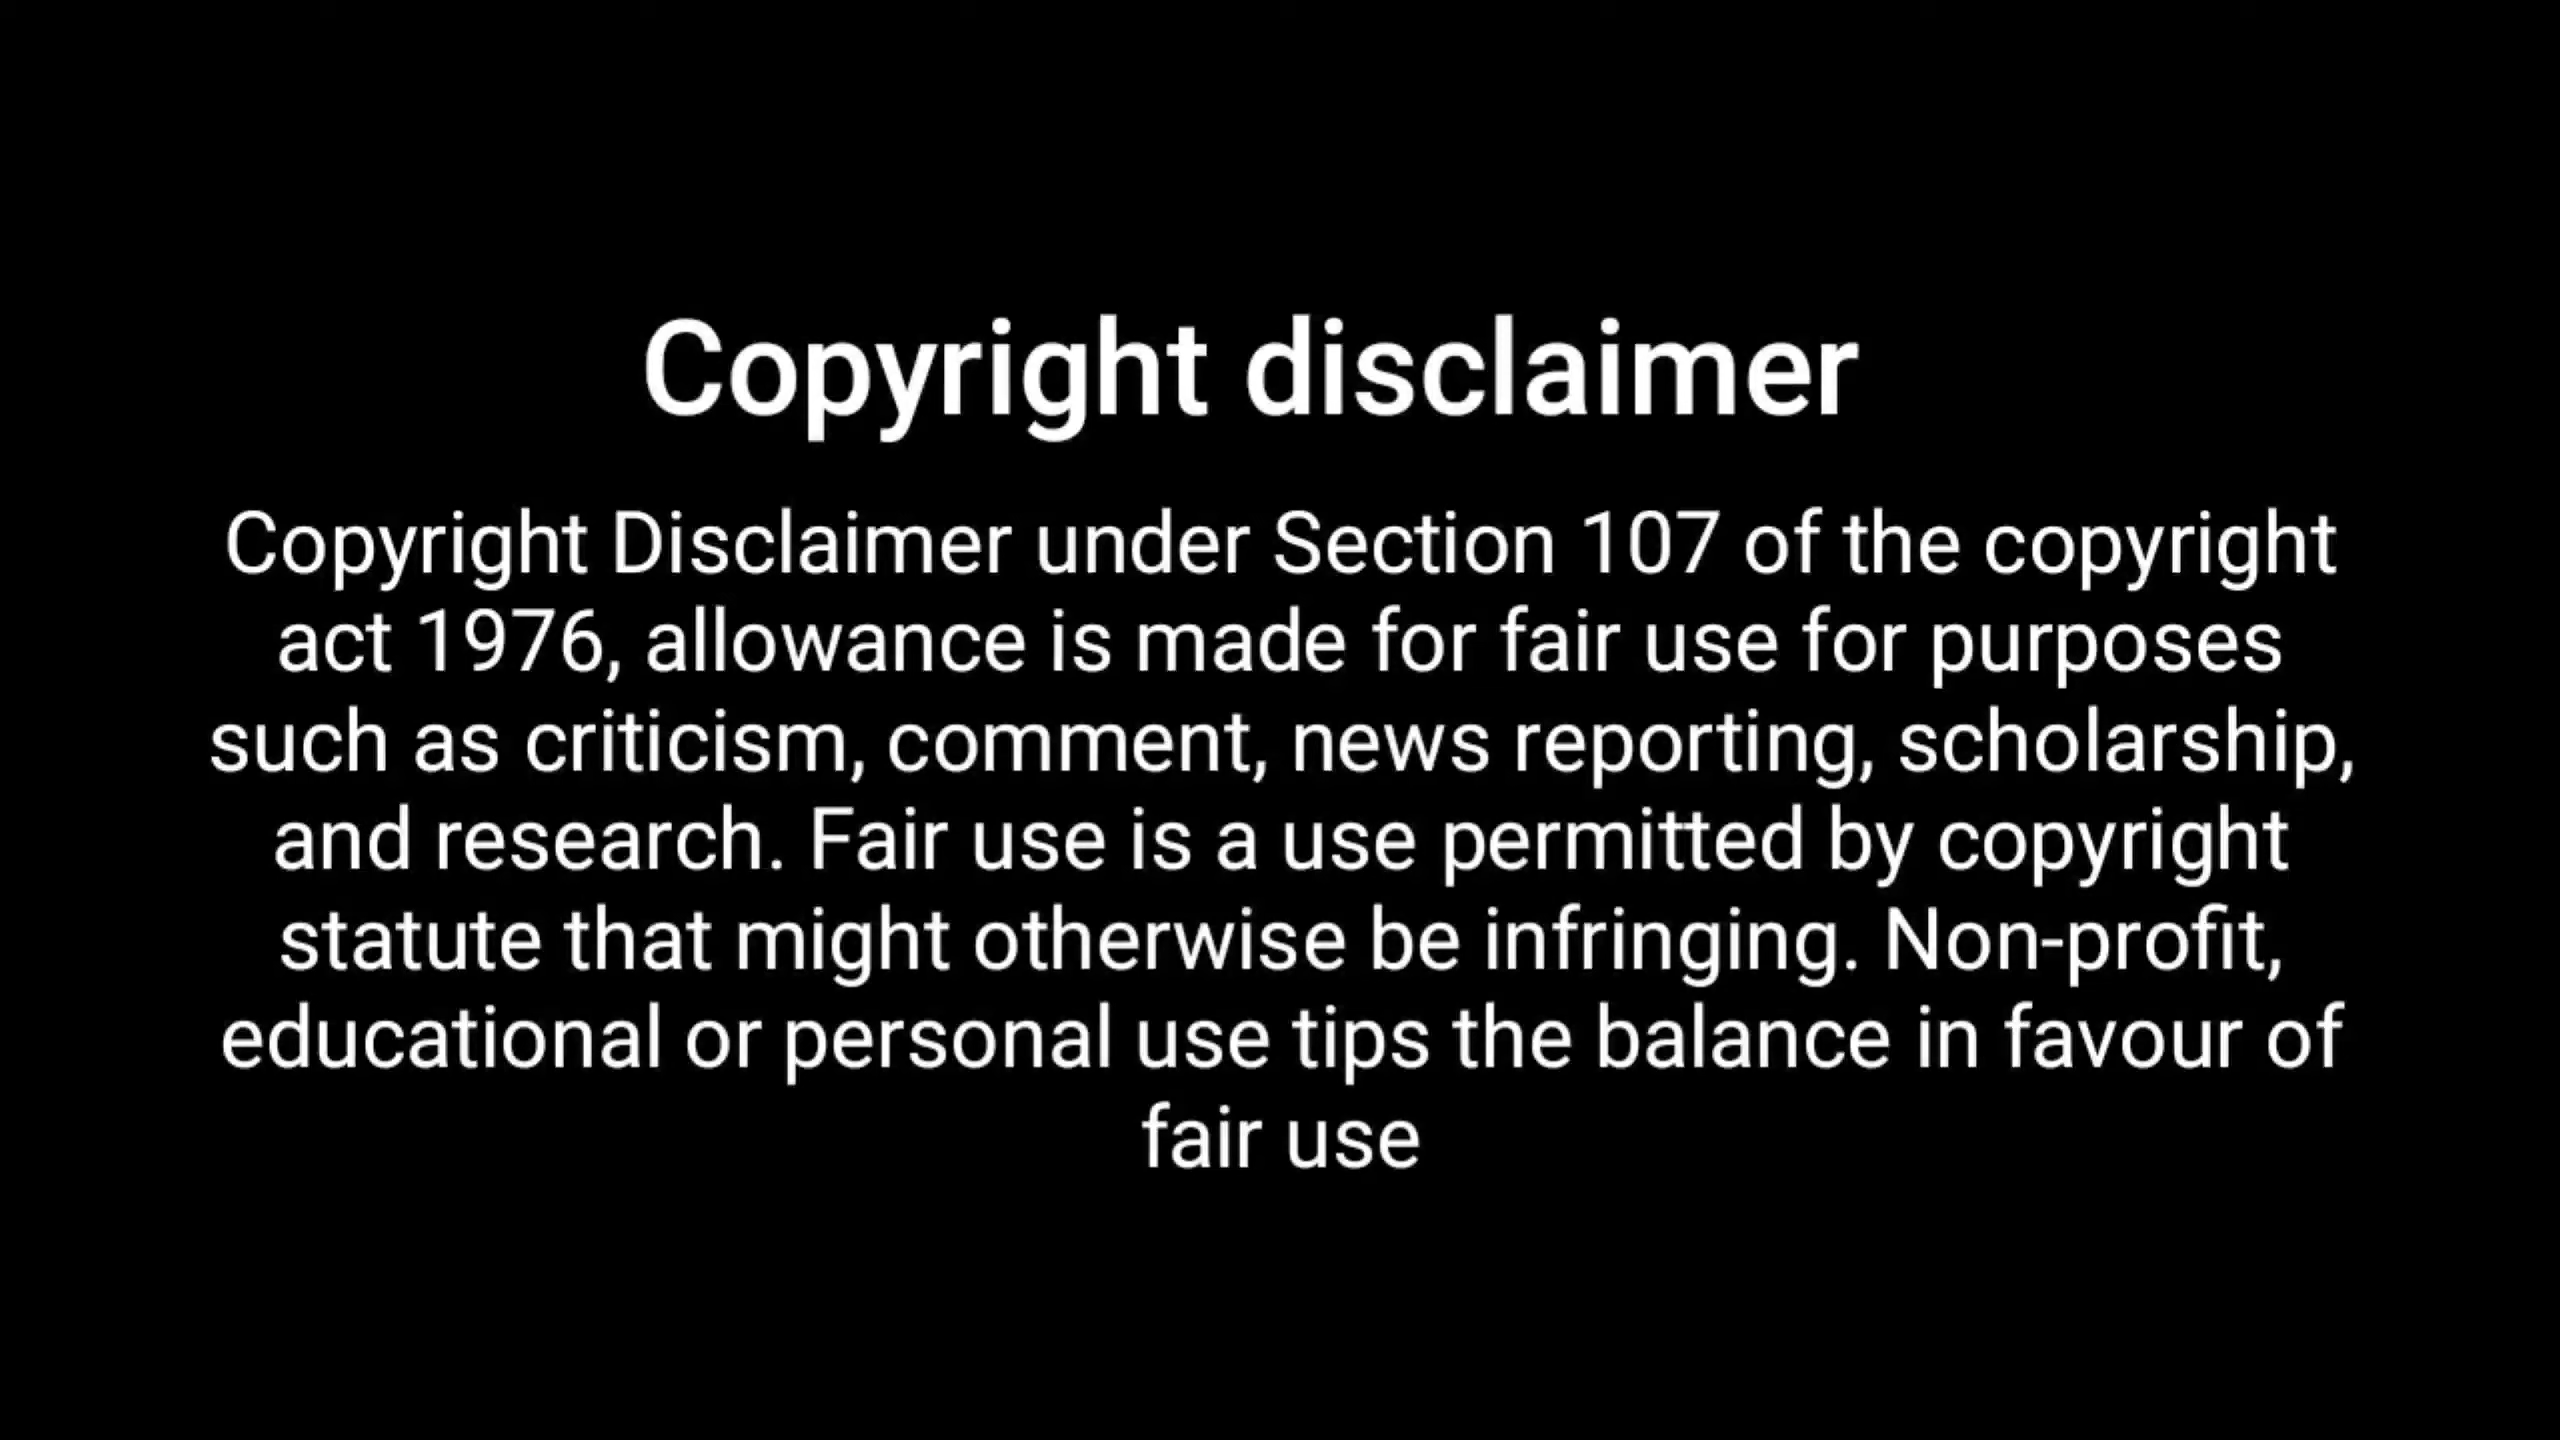 Copyright disclaimer
Copyright Disclaimer under Section 107 of the copyright
act 1976, allowance is made for fair use for purposes
such as criticism, comment, news reporting, scholarship,
and research. Fair use is a use permitted by copyright
statute that might otherwise be infringing. Non-profit,
educational or personal use tips the balance in favour of
fair use